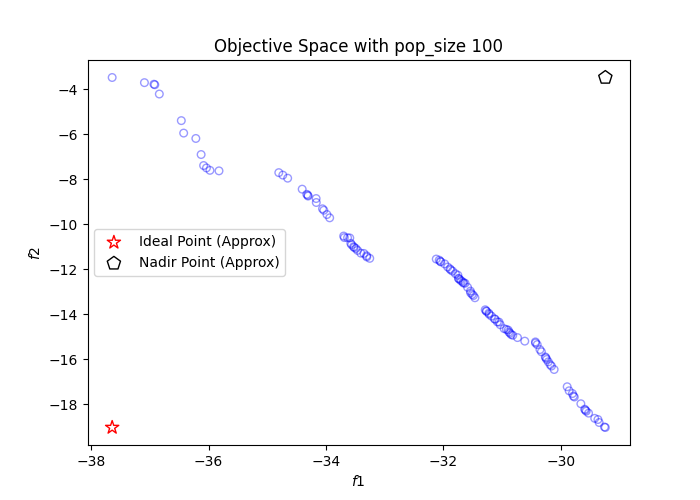 Objective Space with pop_size 100
f2
−4
−6
−8
−10
−12
−14
−16
−18
Ideal Point (Approx)
Nadir Point (Approx)
−38
−36
−34
−32
−30
f1